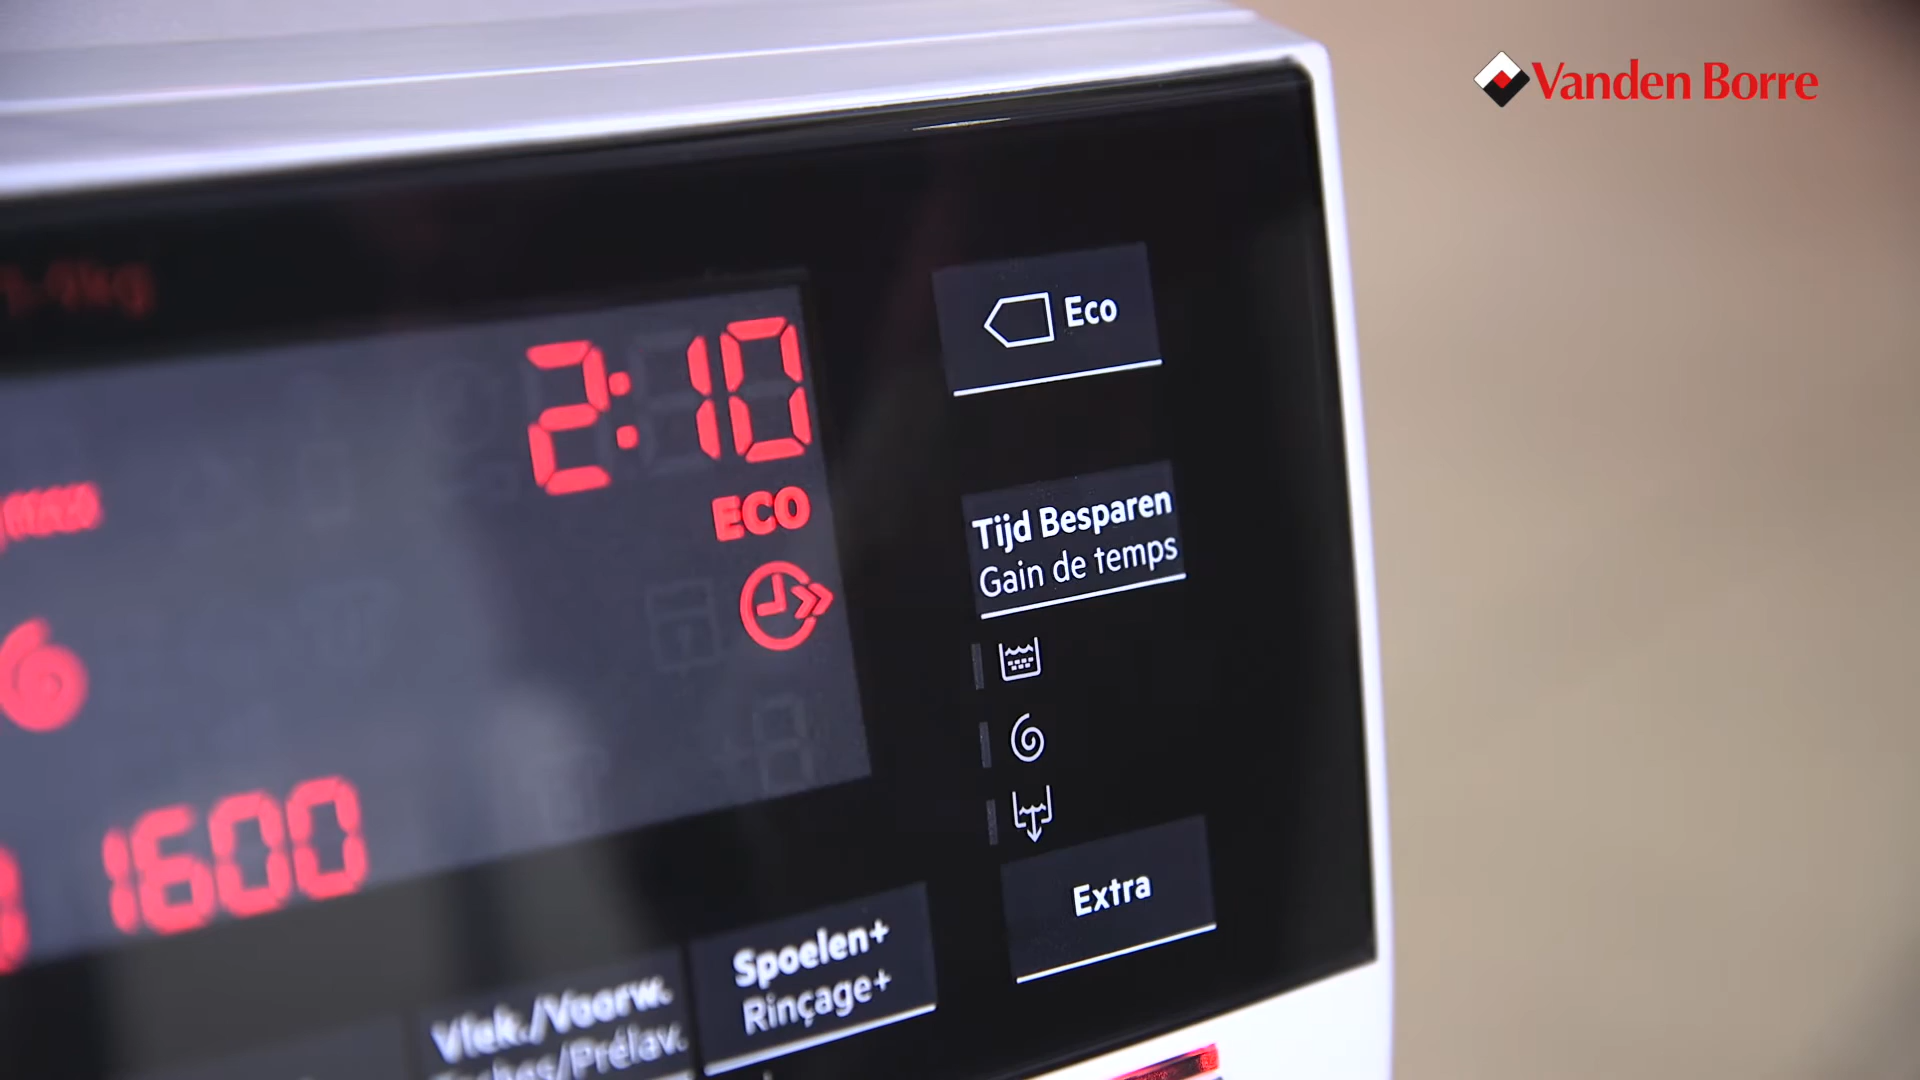 Vanden Borre
Eco
2:10
ECO
Tijd Besparen
Gain de temps
1600
Extra
Spoelen+
Rinçage+
Vlek./Voorw.